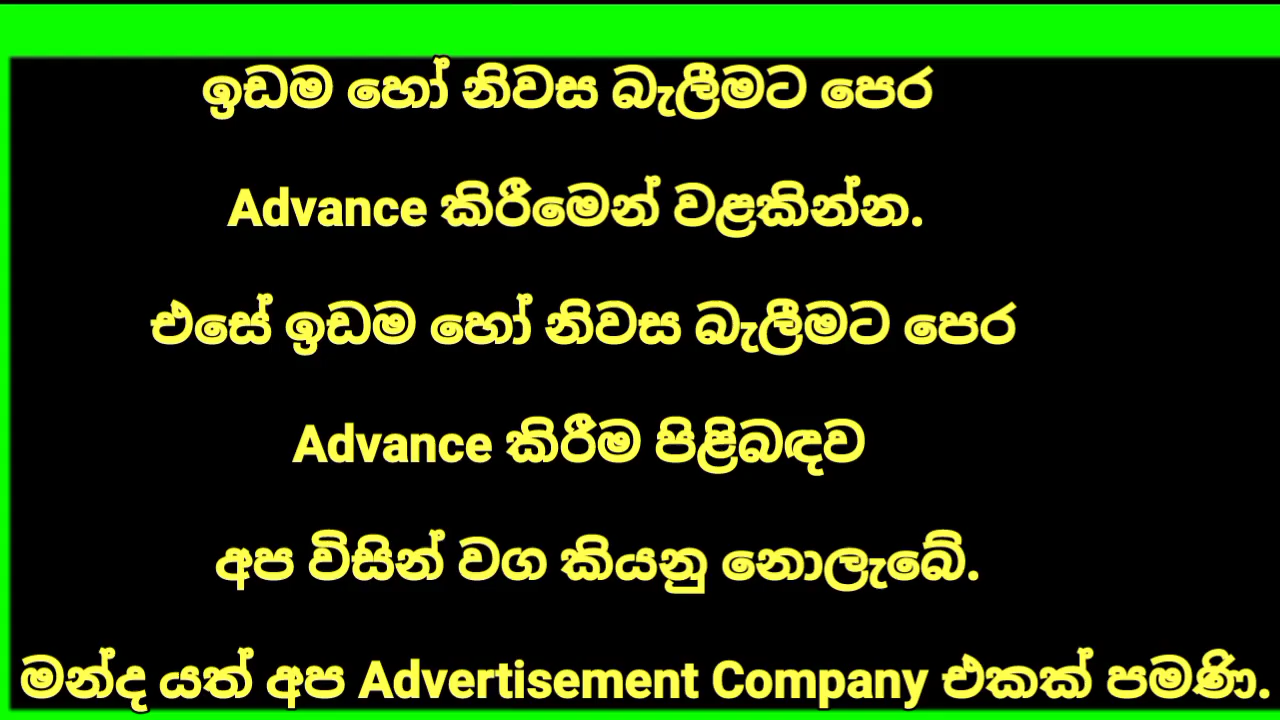 ඉඩම හෝ නිවස බැලීමට පෙර
Advance කිරීමෙන් වළකින්න.
එසේ ඉඩම හෝ නිවස බැලීමට පෙර
Advance කිරීම පිළිබඳව
අප විසින් වග කියනු නොලැබේ.
මන්ද යත් අප Advertisement Company එකක් පමණි.